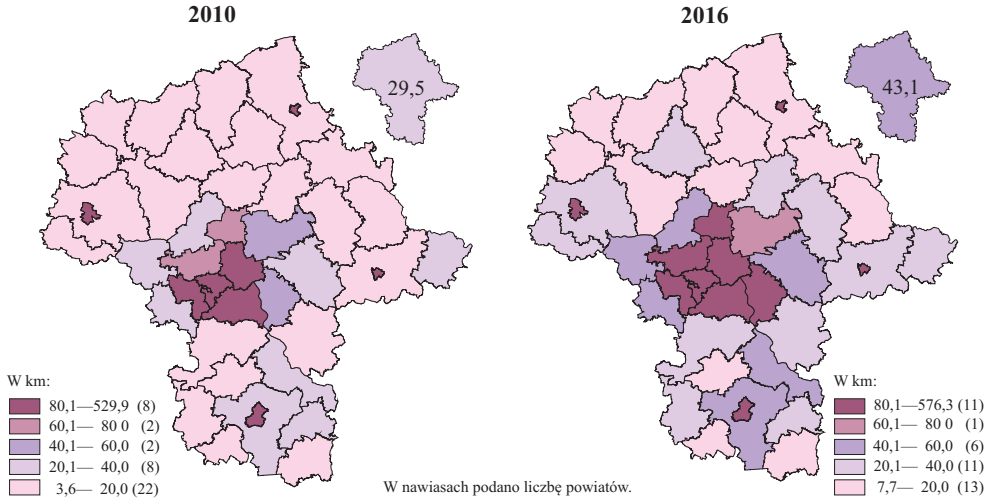 2010
2016
29,5
43,1
W km:
80,1—529,9 (8)
60,1— 80 0 (2)
40,1— 60,0 (2)
20,1— 40,0 (8)
3,6— 20,0 (22)
W km:
80,1—576,3 (11)
60,1— 80 0 (1)
40,1— 60,0 (6)
20,1— 40,0 (11)
7,7— 20,0 (13)
W nawiasach podano liczbę powiatów.